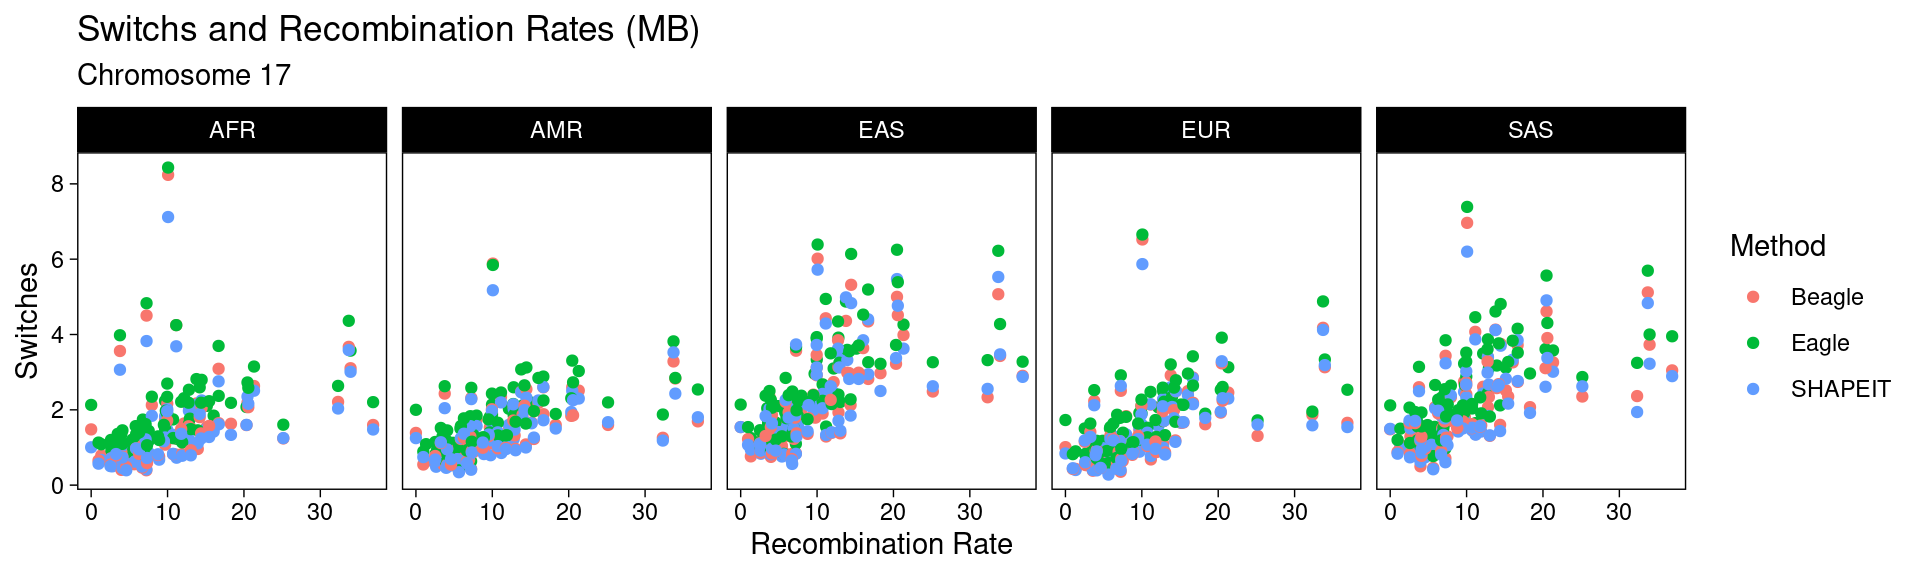 Switchs and Recombination Rates (MB)
Chromosome 17
AFR AMR EAS EUR SAS
8
6
4
2
0
Switches
0 10 20 30 0 10 20 30 0 10 20 30 0 10 20 30 0 10 20 30
Recombination Rate
Method
Beagle
Eagle
SHAPEIT